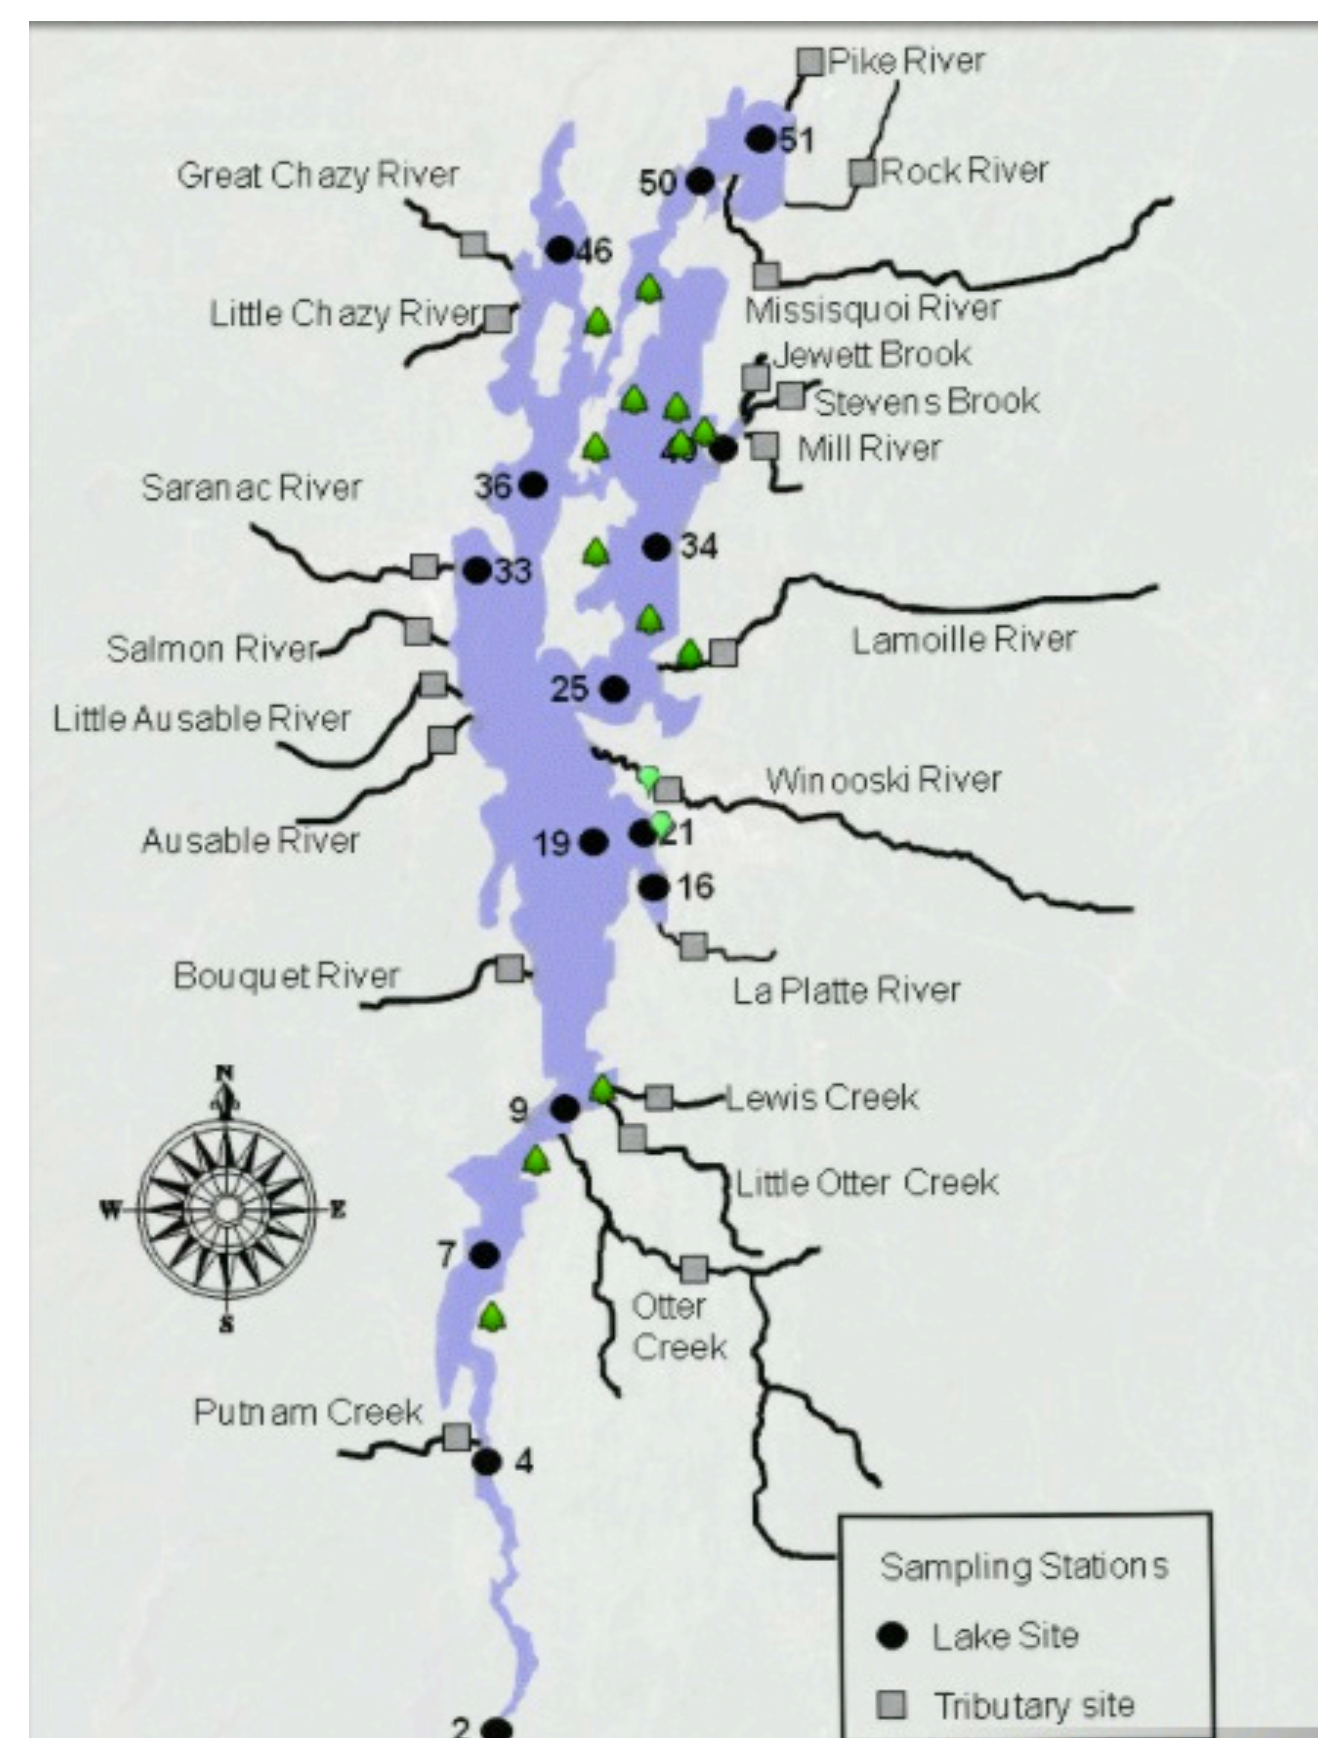 Pike River
51
Great Chazy River
50
Rock River
46
Little Chazy River
Missisquoi River
Jewett Brook
Stevens Brook
Mill River
36
Saranac River
34
33
Lamoille River
Salmon River
25
Little Ausable River
Winooski River
Ausable River
19
21
16
Bouquet River
La Platte River
N
9
Lewis Creek
W
E
Little Otter Creek
7
S
Otter
Creek
Putnam Creek
4
Sampling Stations
Lake Site
Tributary site
2